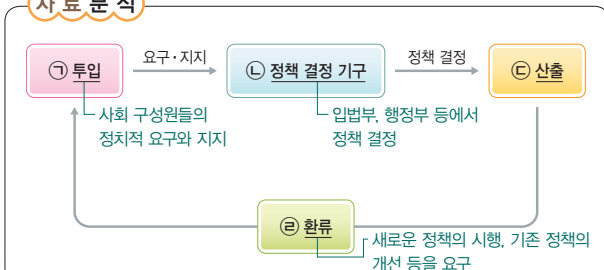 자료분석
㉠ 투입
요구·지지
㉡ 정책 결정 기구
정책 결정
㉢ 산출
사회 구성원들의
정치적 요구와 지지
입법부, 행정부 등에서
정책 결정
㉣ 환류
새로운 정책의 시행, 기존 정책의
개선 등을 요구